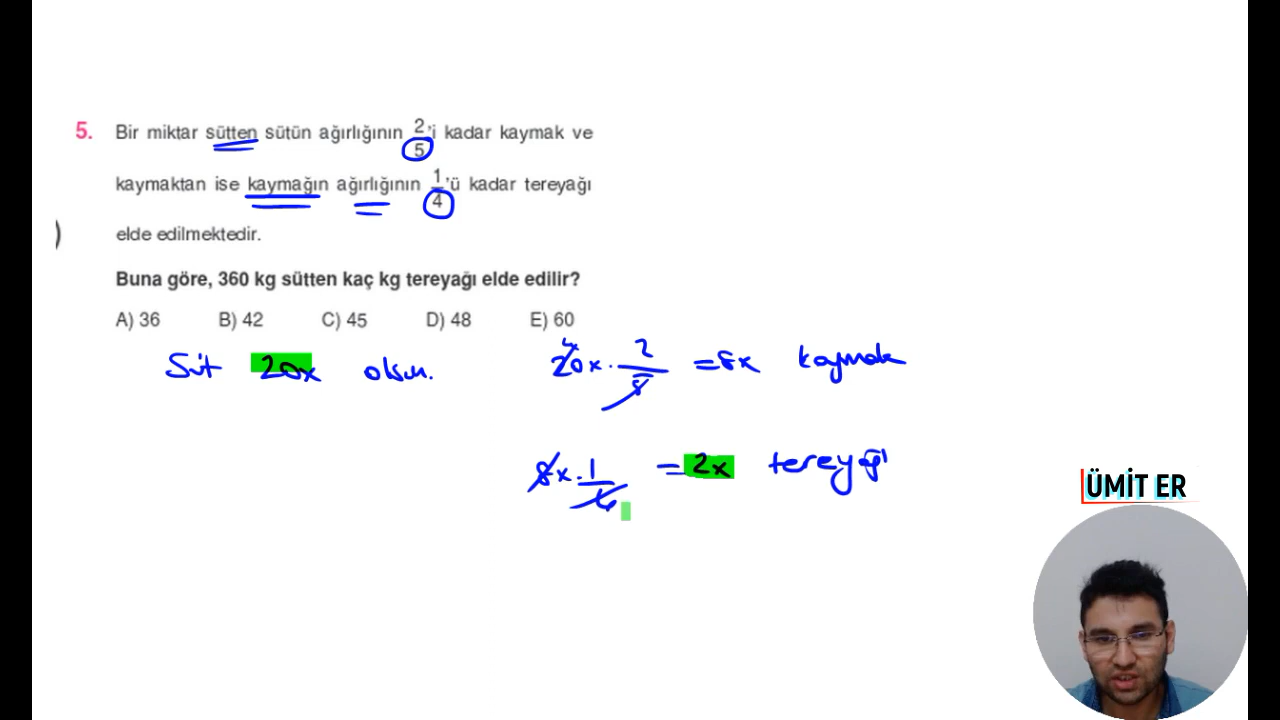 5. Bir miktar sütten sütün ağırlığının 2/5'i kadar kaymak ve
kaymaktan ise kaymağın ağırlığının 1/4'ü kadar tereyağı
)
elde edilmektedir.
Buna göre, 360 kg sütten kaç kg tereyağı elde edilir?
A) 36 B) 42 C) 45 D) 48 E) 60
Süt 20x olsun.
20x · 2/5 = 8x kaymak
4
8x · 1/4 = 2x tereyağı
ÜMİT ER